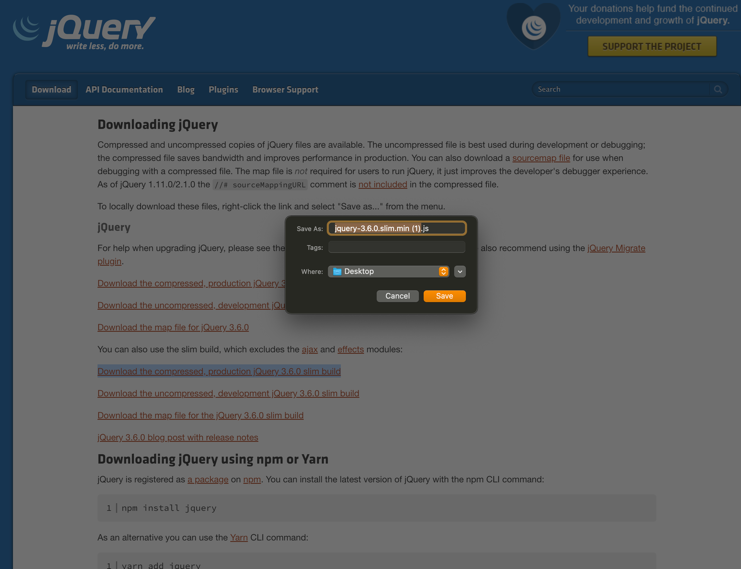 jQuery
write less, do more.
Your donations help fund the continued
development and growth of jQuery.
SUPPORT THE PROJECT
Download API Documentation Blog Plugins Browser Support Search
Downloading jQuery
Compressed and uncompressed copies of jQuery files are available. The uncompressed file is best used during development or debugging;
the compressed file saves bandwidth and improves performance in production. You can also download a sourcemap file for use when
debugging with a compressed file. The map file is not required for users to run jQuery, it just improves the developer's debugger experience.
As of jQuery 1.11.0/2.1.0 the //# sourceMappingURL comment is not included in the compressed file.
To locally download these files, right-click the link and select "Save as..." from the menu.
jQuery
For help when upgrading jQuery, please see the
also recommend using the jQuery Migrate
plugin.
Download the compressed, production jQuery 3
Download the uncompressed, development jQu
Download the map file for jQuery 3.6.0
Save As: jquery-3.6.0.slim.min (1).js
Tags:
Where: Desktop
Cancel Save
You can also use the slim build, which excludes the ajax and effects modules:
Download the compressed, production jQuery 3.6.0 slim build
Download the uncompressed, development jQuery 3.6.0 slim build
Download the map file for the jQuery 3.6.0 slim build
jQuery 3.6.0 blog post with release notes
Downloading jQuery using npm or Yarn
jQuery is registered as a package on npm. You can install the latest version of jQuery with the npm CLI command:
1 npm install jquery
As an alternative you can use the Yarn CLI command:
1 yarn add jquery